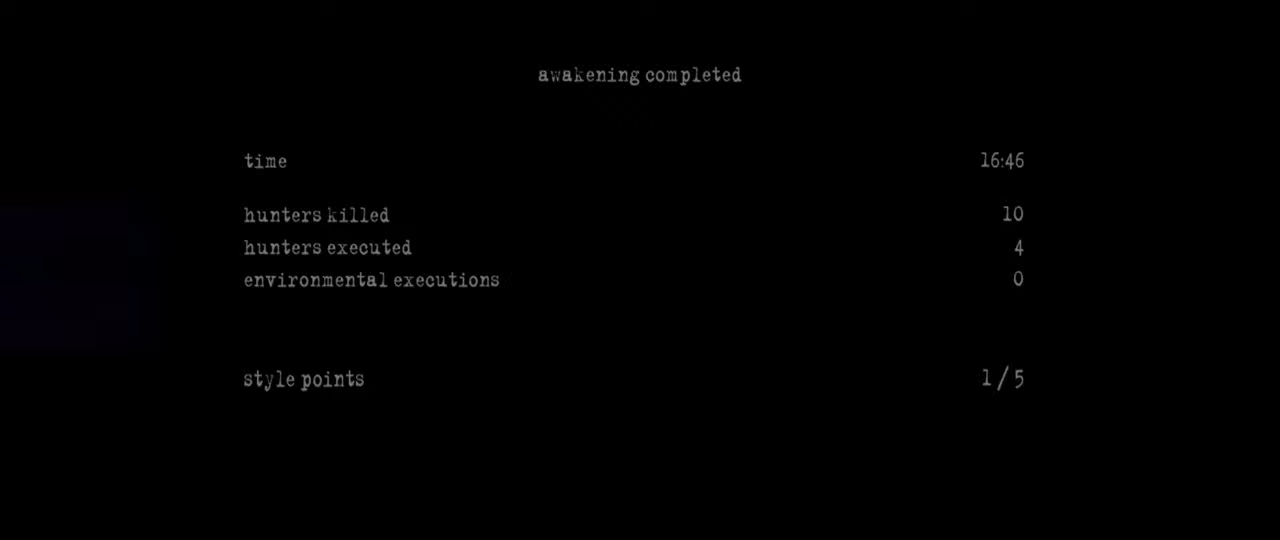 awakening completed
time 16:46
hunters killed 10
hunters executed 4
environmental executions 0
style points 1 / 5